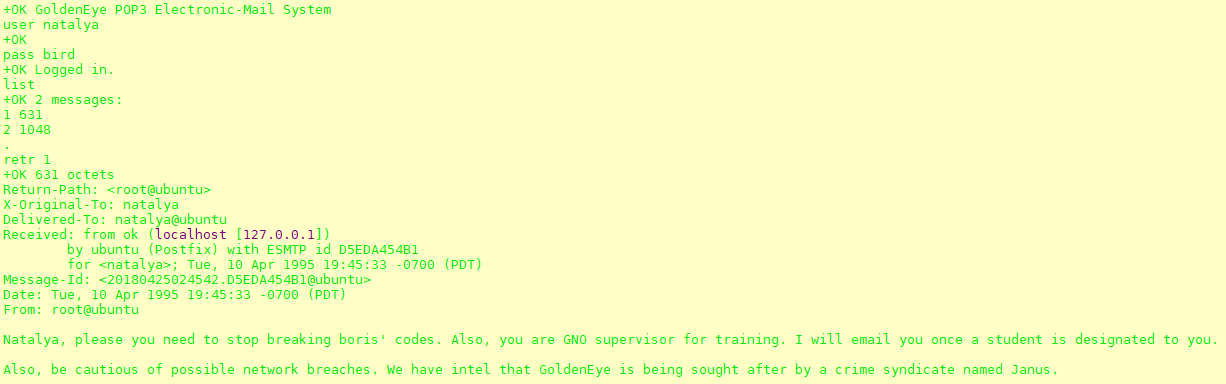 +OK GoldenEye POP3 Electronic-Mail System
user natalya
+OK
pass bird
+OK Logged in.
list
+OK 2 messages:
1 631
2 1048
.
retr 1
+OK 631 octets
Return-Path: <root@ubuntu>
X-Original-To: natalya
Delivered-To: natalya@ubuntu
Received: from ok (localhost [127.0.0.1])
        by ubuntu (Postfix) with ESMTP id D5EDA454B1
        for <natalya>; Tue, 10 Apr 1995 19:45:33 -0700 (PDT)
Message-Id: <20180425024542.D5EDA454B1@ubuntu>
Date: Tue, 10 Apr 1995 19:45:33 -0700 (PDT)
From: root@ubuntu

Natalya, please you need to stop breaking boris' codes. Also, you are GNO supervisor for training. I will email you once a student is designated to you.

Also, be cautious of possible network breaches. We have intel that GoldenEye is being sought after by a crime syndicate named Janus.